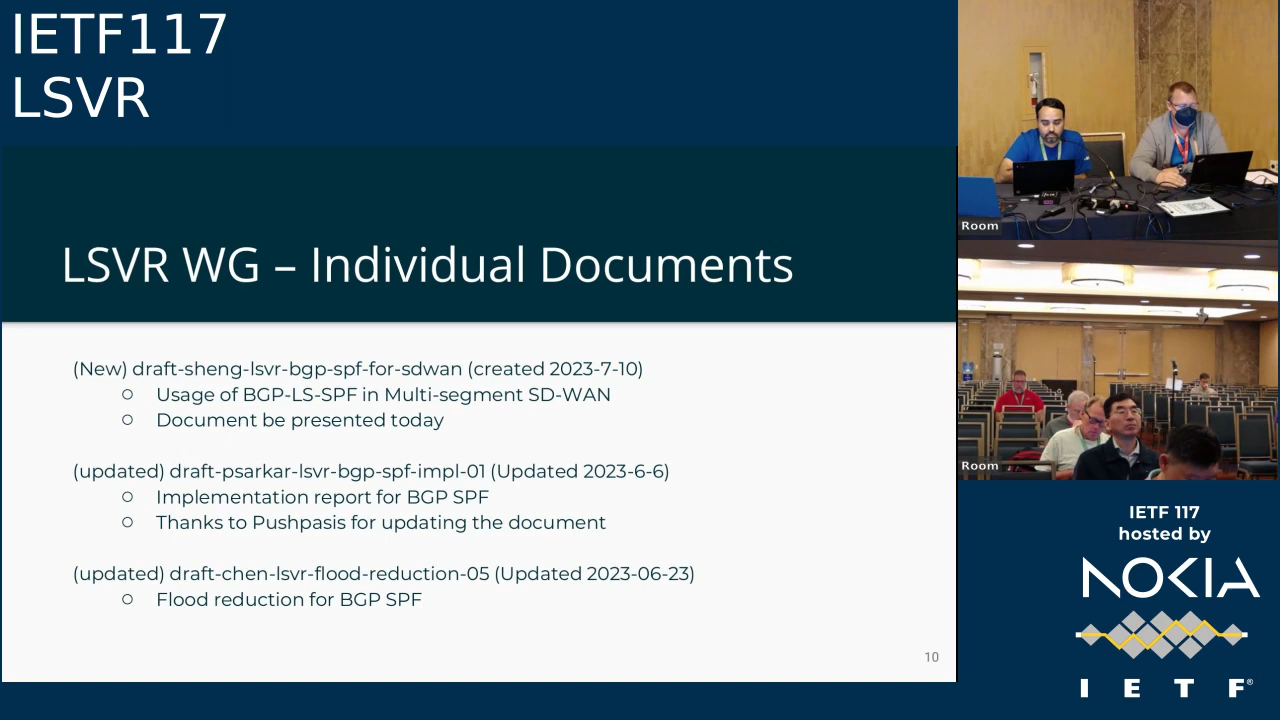 IETF117
LSVR
LSVR WG – Individual Documents
(New) draft-sheng-lsvr-bgp-spf-for-sdwan (created 2023-7-10)
○ Usage of BGP-LS-SPF in Multi-segment SD-WAN
○ Document be presented today
(updated) draft-psarkar-lsvr-bgp-spf-impl-01 (Updated 2023-6-6)
○ Implementation report for BGP SPF
○ Thanks to Pushpasis for updating the document
(updated) draft-chen-lsvr-flood-reduction-05 (Updated 2023-06-23)
○ Flood reduction for BGP SPF
10
Room
Room
IETF 117
hosted by
NOKIA
IETF®